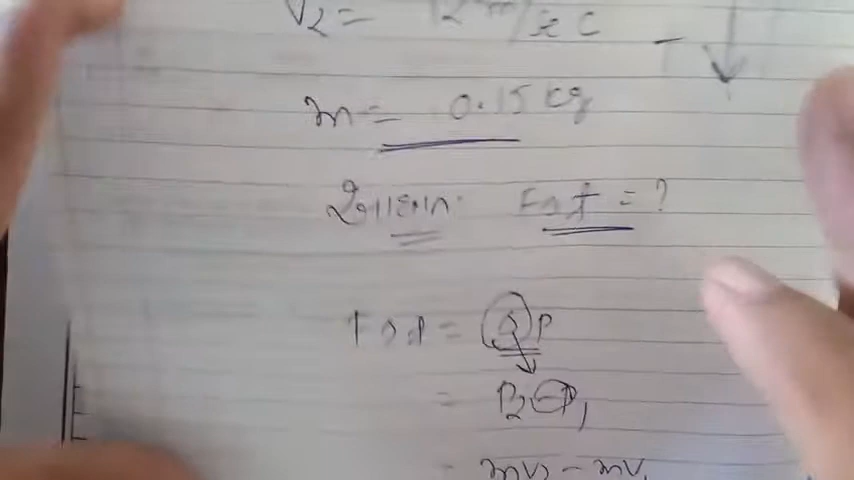 V₂ = 12 m/sec
m = 0.15 kg
F∆t = ?
F∆t = ∆P
= P₂ - P₁
= mv₂ - mv₁